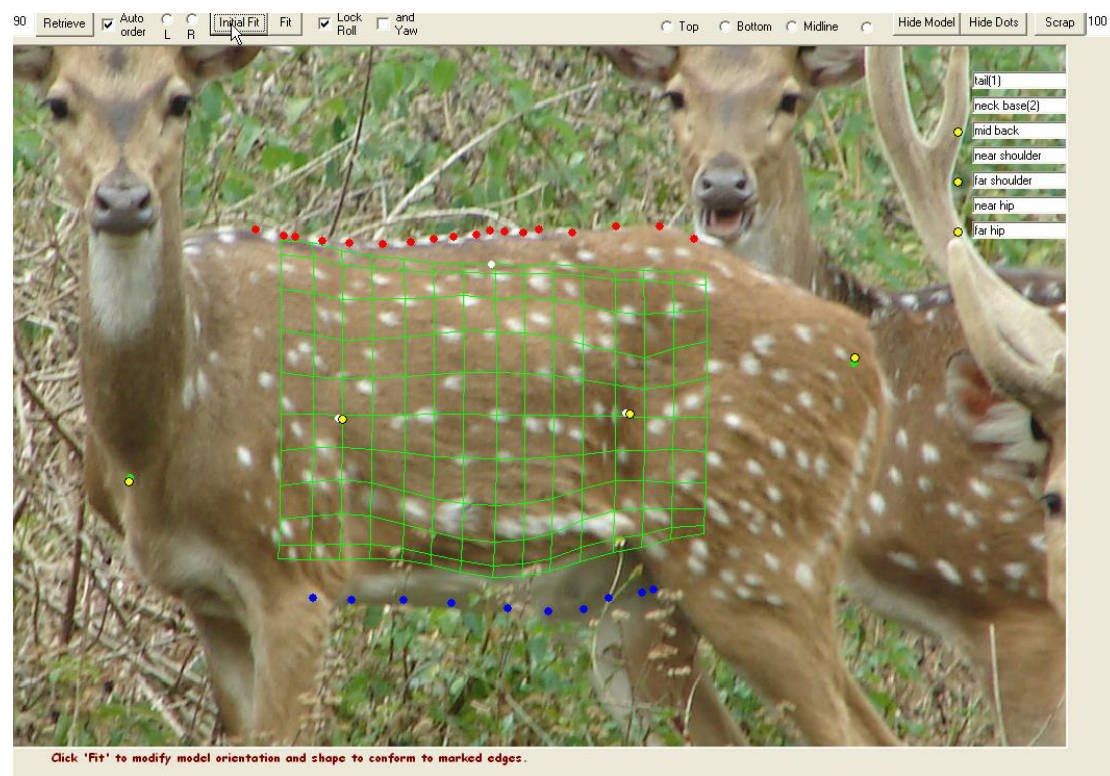 90 Retrieve Auto order L R Initial Fit Fit Lock Roll and Yaw Top Bottom Midline Hide Model Hide Dots Scrap 100
tail(1)
neck base(2)
mid back
near shoulder
far shoulder
near hip
far hip
Click 'Fit' to modify model orientation and shape to conform to marked edges.